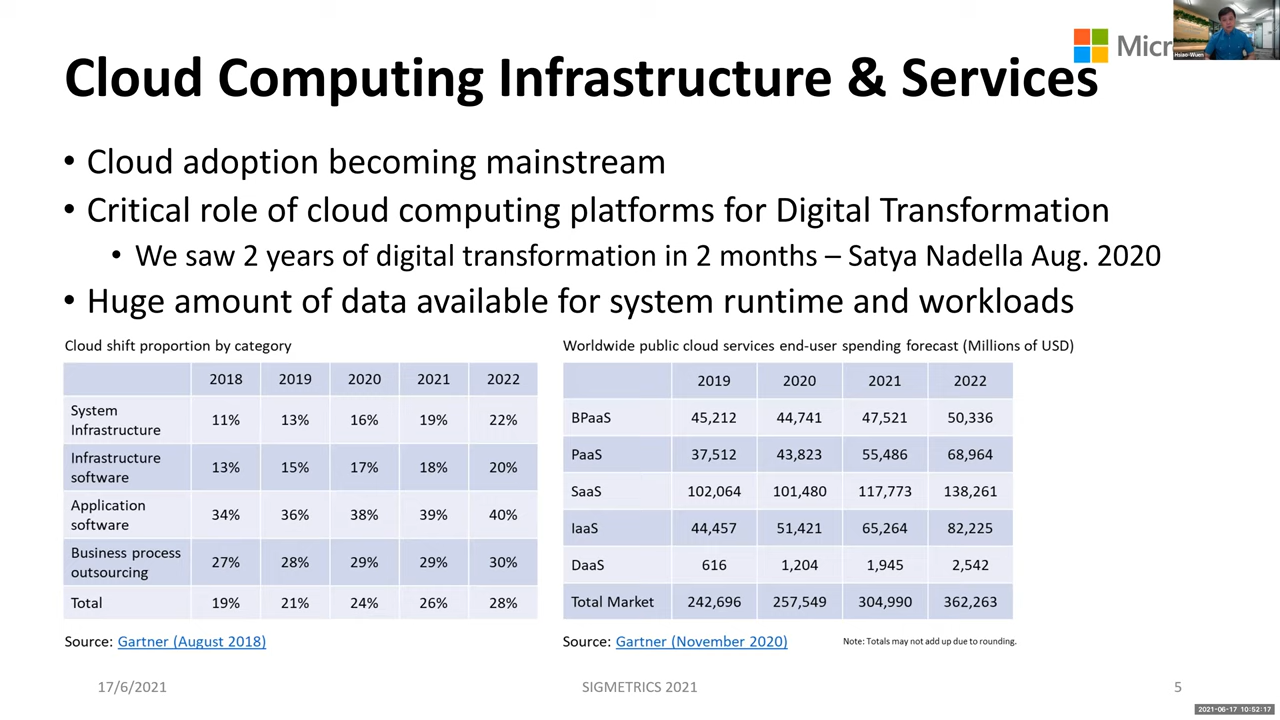 Micr
Hsiao-Wuen
Cloud Computing Infrastructure & Services
• Cloud adoption becoming mainstream
• Critical role of cloud computing platforms for Digital Transformation
• We saw 2 years of digital transformation in 2 months – Satya Nadella Aug. 2020
• Huge amount of data available for system runtime and workloads
Cloud shift proportion by category
2018 2019 2020 2021 2022
System
Infrastructure 11% 13% 16% 19% 22%
Infrastructure
software 13% 15% 17% 18% 20%
Application
software 34% 36% 38% 39% 40%
Business process
outsourcing 27% 28% 29% 29% 30%
Total 19% 21% 24% 26% 28%
Source: Gartner (August 2018)
Worldwide public cloud services end-user spending forecast (Millions of USD)
2019 2020 2021 2022
BPaaS 45,212 44,741 47,521 50,336
PaaS 37,512 43,823 55,486 68,964
SaaS 102,064 101,480 117,773 138,261
IaaS 44,457 51,421 65,264 82,225
DaaS 616 1,204 1,945 2,542
Total Market 242,696 257,549 304,990 362,263
Source: Gartner (November 2020)
Note: Totals may not add up due to rounding.
17/6/2021
SIGMETRICS 2021
5
2021-06-17 10:52:17